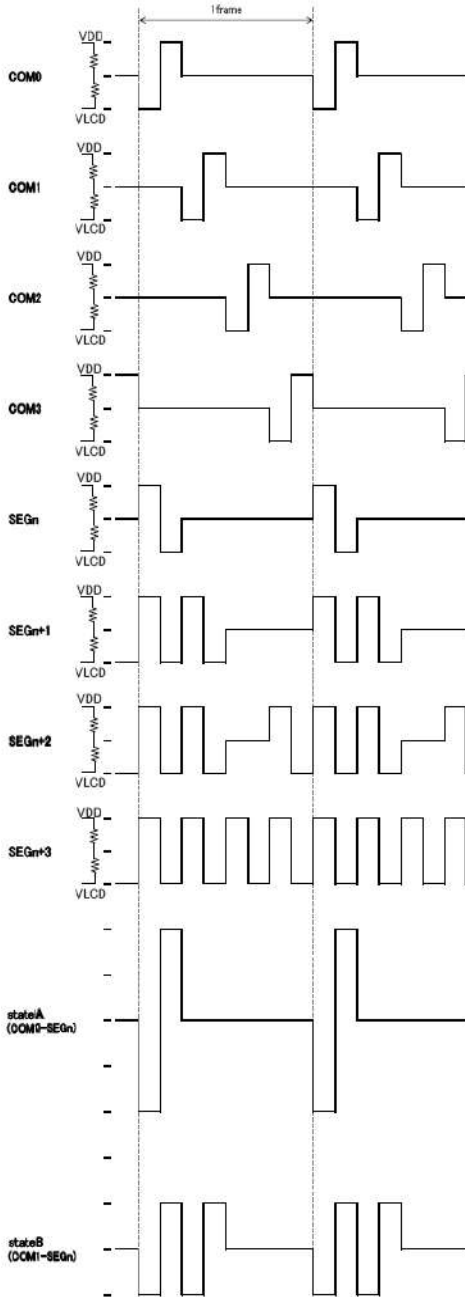 1frame
VDD
COM0
VLCD
VDD
COM1
VLCD
VDD
COM2
VLCD
VDD
COM3
VLCD
VDD
SEGn
VLCD
VDD
SEGn+1
VLCD
VDD
SEGn+2
VLCD
VDD
SEGn+3
VLCD
stateA
(COM0-SEGn)
stateB
(COM1-SEGn)